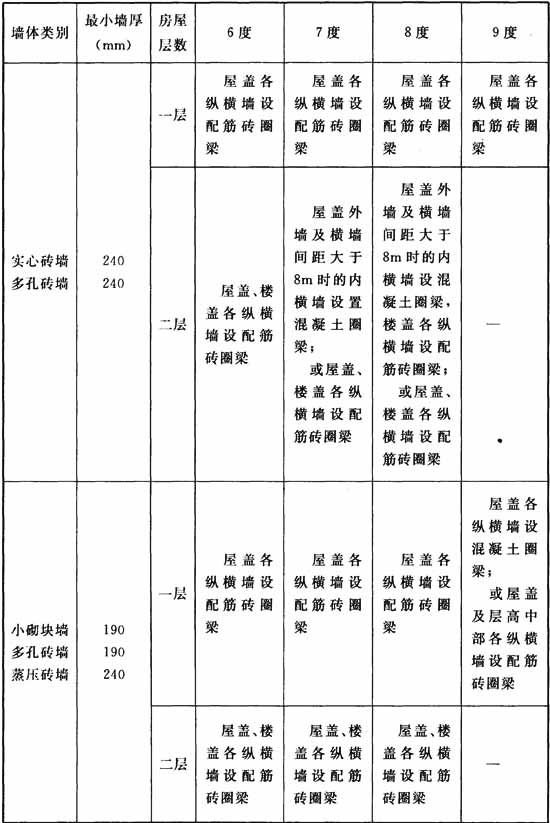 墙体类别
最小墙厚
（mm）
房屋
层数
6度
7度
8度
9度
实心砖墙
多孔砖墙
240
240
一层
屋盖各
纵横墙设
配筋砖圈
梁
屋盖各
纵横墙设
配筋砖圈
梁
屋盖各
纵横墙设
配筋砖圈
梁
屋盖各
纵横墙设
配筋砖圈
梁
二层
屋盖、楼
盖各纵横
墙设配筋
砖圈梁
屋盖外
墙及横墙
间距大于
8m时的内
横墙设置
混凝土圈
梁；
或屋盖、
楼盖各纵
横墙设配
筋砖圈梁
屋盖外
墙及横墙
间距大于
8m时的内
横墙设混
凝土圈梁，
楼盖各纵
横墙设配
筋砖圈梁；
或屋盖、
楼盖各纵
横墙设配
筋砖圈梁
—
小砌块墙
多孔砖墙
蒸压砖墙
190
190
240
一层
屋盖各
纵横墙设
配筋砖圈
梁
屋盖各
纵横墙设
配筋砖圈
梁
屋盖各
纵横墙设
配筋砖圈
梁
屋盖各
纵横墙设
混凝土圈
梁；
或屋盖
及层高中
部各纵横
墙设配筋
砖圈梁
二层
屋盖、楼
盖各纵横
墙设配筋
砖圈梁
屋盖、楼
盖各纵横
墙设配筋
砖圈梁
屋盖、楼
盖各纵横
墙设配筋
砖圈梁
—